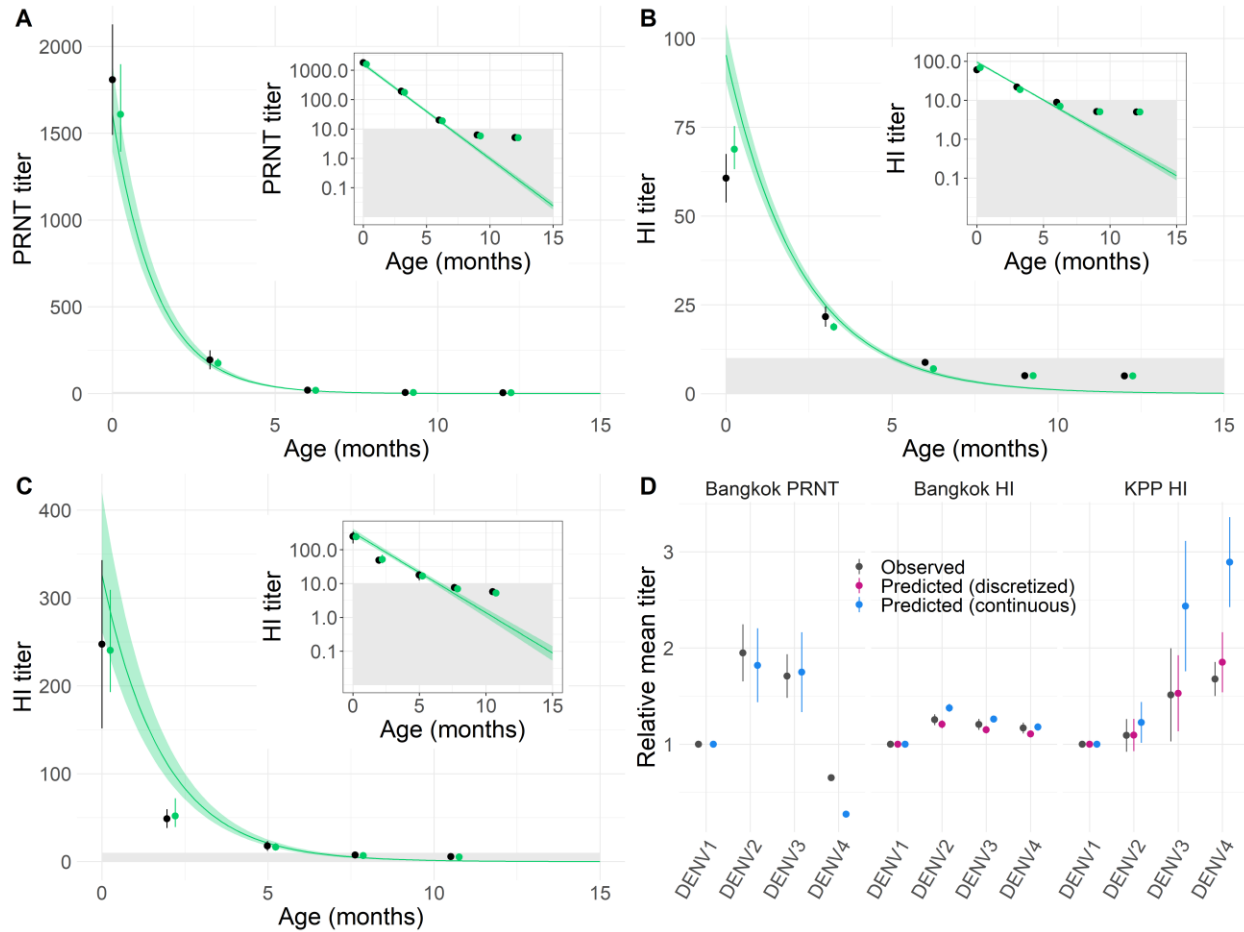 A
PRNT titer
2000
1500
1000
500
0
0
5
10
15
Age (months)
PRNT titer
1000.0
100.0
10.0
1.0
0.1
0
5
10
15
Age (months)
B
HI titer
100
75
50
25
0
0
5
10
15
Age (months)
HI titer
100.0
10.0
1.0
0.1
0
5
10
15
Age (months)
C
HI titer
400
300
200
100
0
0
5
10
15
Age (months)
HI titer
100.0
10.0
1.0
0.1
0
5
10
15
Age (months)
D
Bangkok PRNT
Bangkok HI
KPP HI
Observed
Predicted (discretized)
Predicted (continuous)
Relative mean titer
3
2
1
DENV1
DENV2
DENV3
DENV4
DENV1
DENV2
DENV3
DENV4
DENV1
DENV2
DENV3
DENV4